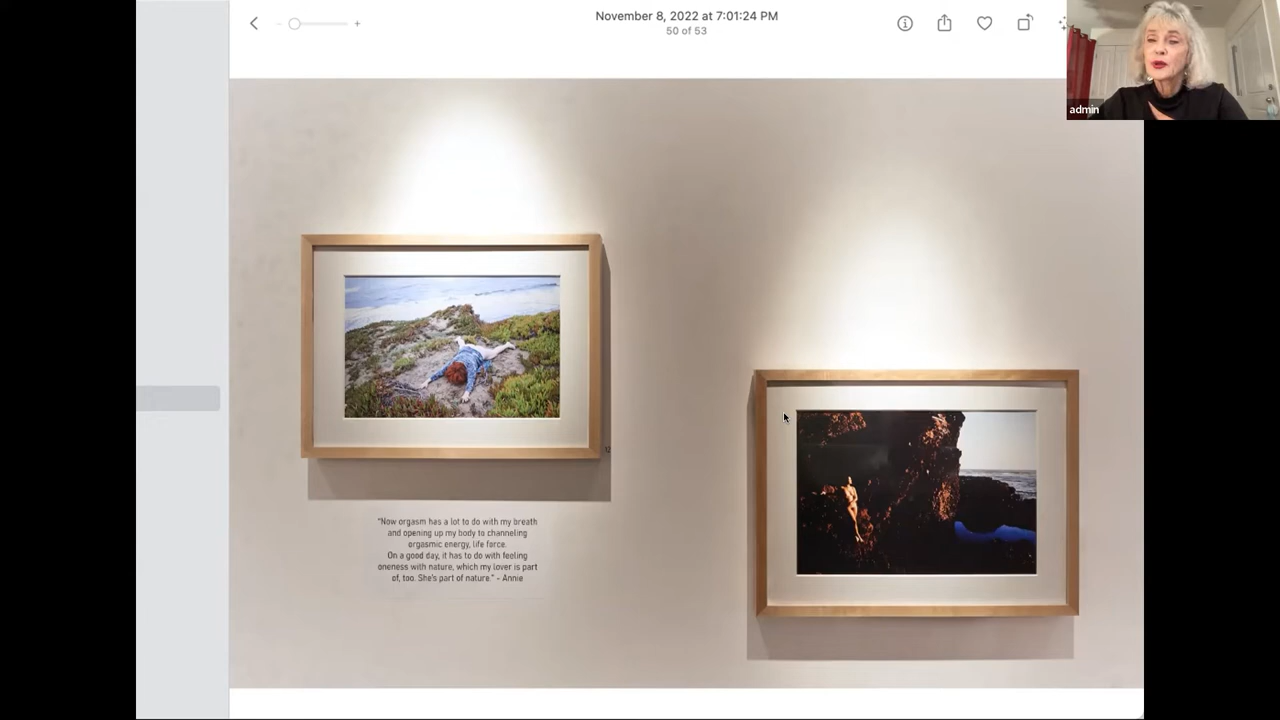 November 8, 2022 at 7:01:24 PM
50 of 53
admin
12
"Now orgasm has a lot to do with my breath
and opening up my body to channeling
orgasmic energy, life force.
On a good day, it has to do with feeling
oneness with nature, which my lover is part
of, too. She's part of nature." - Annie